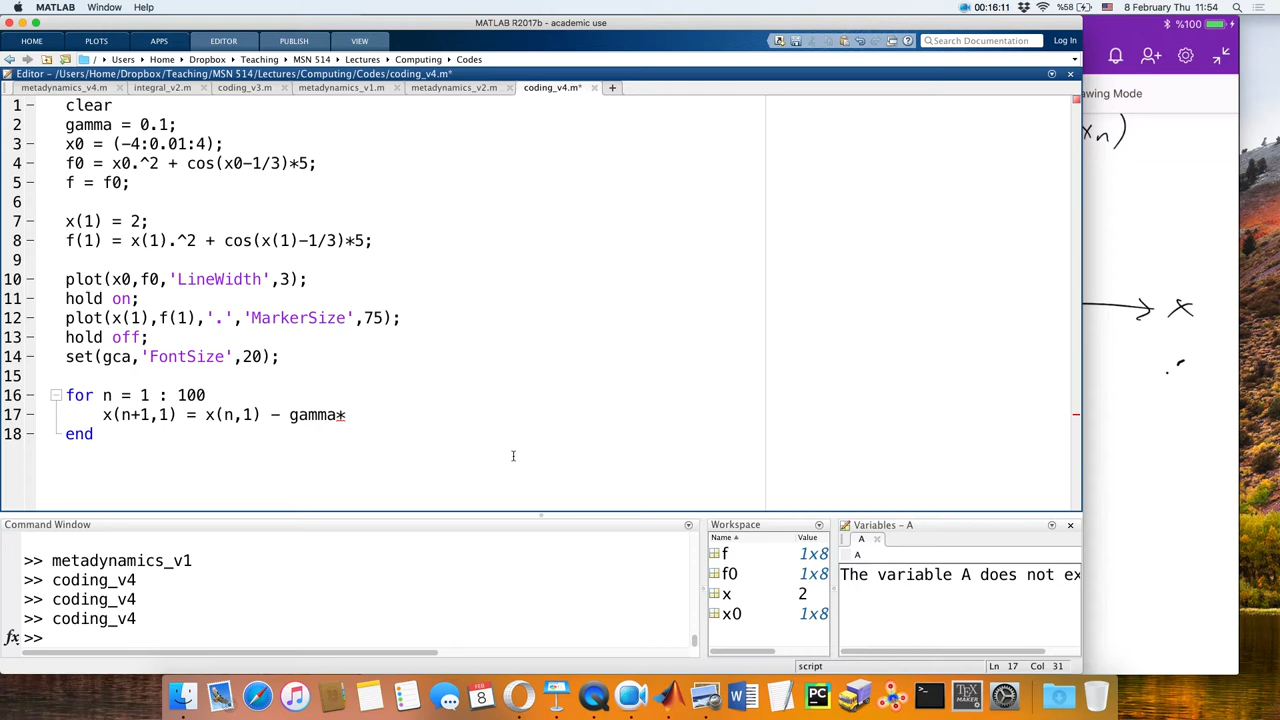 MATLAB Window Help 00:16:11 %58 8 February Thu 11:54
MATLAB R2017b - academic use
%100
HOME PLOTS APPS EDITOR PUBLISH VIEW Search Documentation Log In
/ Users Home Dropbox Teaching MSN 514 Lectures Computing Codes
Editor - /Users/Home/Dropbox/Teaching/MSN 514/Lectures/Computing/Codes/coding_v4.m*
metadynamics_v4.m integral_v2.m coding_v3.m metadynamics_v1.m metadynamics_v2.m coding_v4.m*
awing Mode
1 clear
2 gamma = 0.1;
3 x0 = (-4:0.01:4);
4 f0 = x0.^2 + cos(x0-1/3)*5;
5 f = f0;
6
7 x(1) = 2;
8 f(1) = x(1).^2 + cos(x(1)-1/3)*5;
9
10 plot(x0,f0,'LineWidth',3);
11 hold on;
12 plot(x(1),f(1),'.','MarkerSize',75);
13 hold off;
14 set(gca,'FontSize',20);
15
16 for n = 1 : 100
17 x(n+1,1) = x(n,1) - gamma*
18 end
xn)
x
Command Window
>> metadynamics_v1
>> coding_v4
>> coding_v4
>> coding_v4
fx >>
Workspace
Name Value
f 1x8
f0 1x8
x 2
x0 1x8
Variables - A
A
A
The variable A does not ex
script Ln 17 Col 31